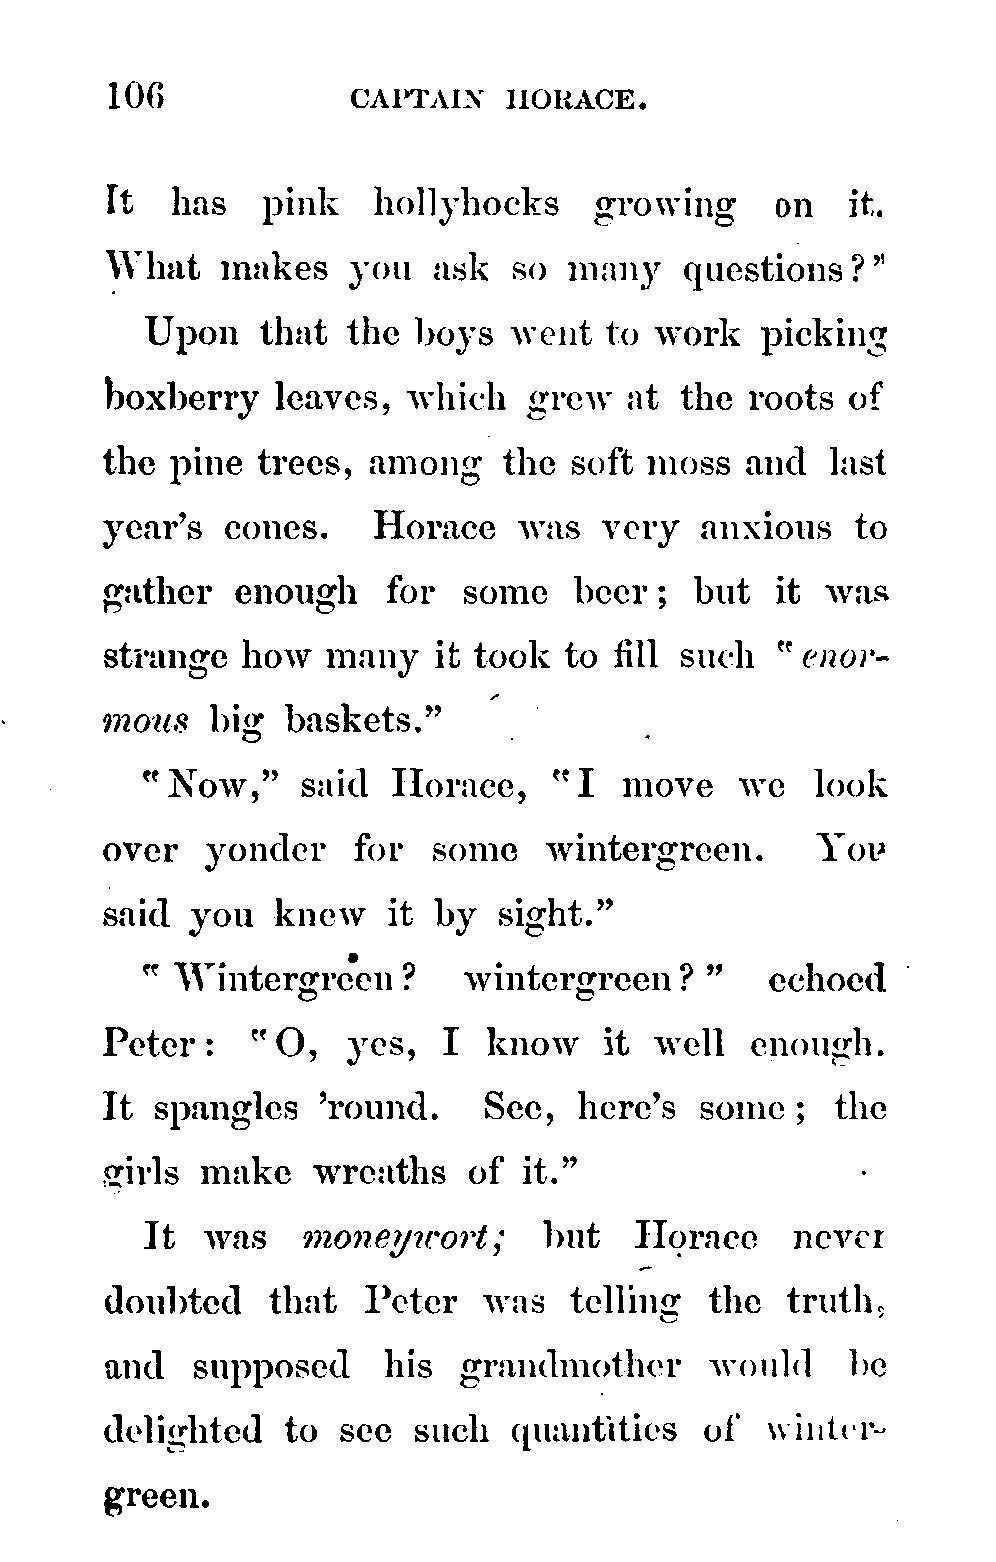 106 CAPTAIN HORACE.
It has pink hollyhocks growing on it.
What makes you ask so many questions?"
Upon that the boys went to work picking
boxberry leaves, which grew at the roots of
the pine trees, among the soft moss and last
year's cones. Horace was very anxious to
gather enough for some beer; but it was
strange how many it took to fill such "enor-
mous big baskets."
"Now," said Horace, "I move we look
over yonder for some wintergreen. You
said you knew it by sight."
"Wintergreen? wintergreen?" echoed
Peter: "O, yes, I know it well enough.
It spangles 'round. See, here's some; the
girls make wreaths of it."
It was moneywort; but Horace never
doubted that Peter was telling the truth,
and supposed his grandmother would be
delighted to see such quantities of winter-
green.